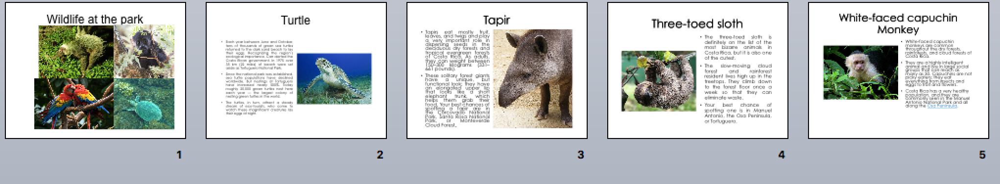 Wildlife at the park
1
Turtle
• Each year between June and October,
tens of thousands of green sea turtles
returned to the dark sand beach to lay
their eggs. Recognizing the region's
ecological importance,
Costa Rican government in 1975 over
35 km (22 miles) of beach were set
aside as Tortuguero National Park.
• Since the national park was established,
sea turtle populations have declined
worldwide. But nestings at Tortuguero
have increased nearly Today
roughly green turtles nest here
each year — the largest colony of
nesting green turtles in the world.
• The turtles, in turn, attract a steady
stream of eco-tourists, who come to
watch these magnificent creatures lay
their eggs at night.
2
Tapir
• Tapirs eat mostly fruit,
leaves, and twigs and play
a very important role in
dispersing seeds in the
deciduous dry forests and
tropical evergreen forests
of Costa Rica. As adults,
they can weight between
150-300 kilograms (331–
661 pounds).
• These solitary forest giants
have a unique, but
functional look; they have
an elongated upper lip
that looks like a short
elephant trunk, which
helps them grab their
food. Your best chances of
spotting a tapir are in
the Corcovado National
Park, Santa Rosa National
Park, or Monteverde
Cloud Forest.
3
Three-toed sloth
• The three-toed sloth is
definitely on the list of the
most bizarre animals in
Costa Rica, but it is also one
of the cutest.
• The slow-moving cloud
forest and rainforest
resident lives high up in the
treetops. They climb down
to the forest floor once a
week so that they can
eliminate waste.
• Your best chance of
spotting one is in Manuel
Antonio, the Osa Peninsula,
or Tortuguero.
4
White-faced capuchin
Monkey
• White-faced capuchin
monkeys are common
throughout the dry forests,
rainforests, and cloud forests of
Costa Rica.
• They are a highly intelligent
animal and live in large social
groups that can reach as
many as Capuchins are not
picky eaters; they eat
everything from insects and
eggs to fruit and flowers.
• Costa Rica has a very healthy
population, and they are
commonly seen in the Manuel
Antonio National Park and all
along the Osa Peninsula.
5